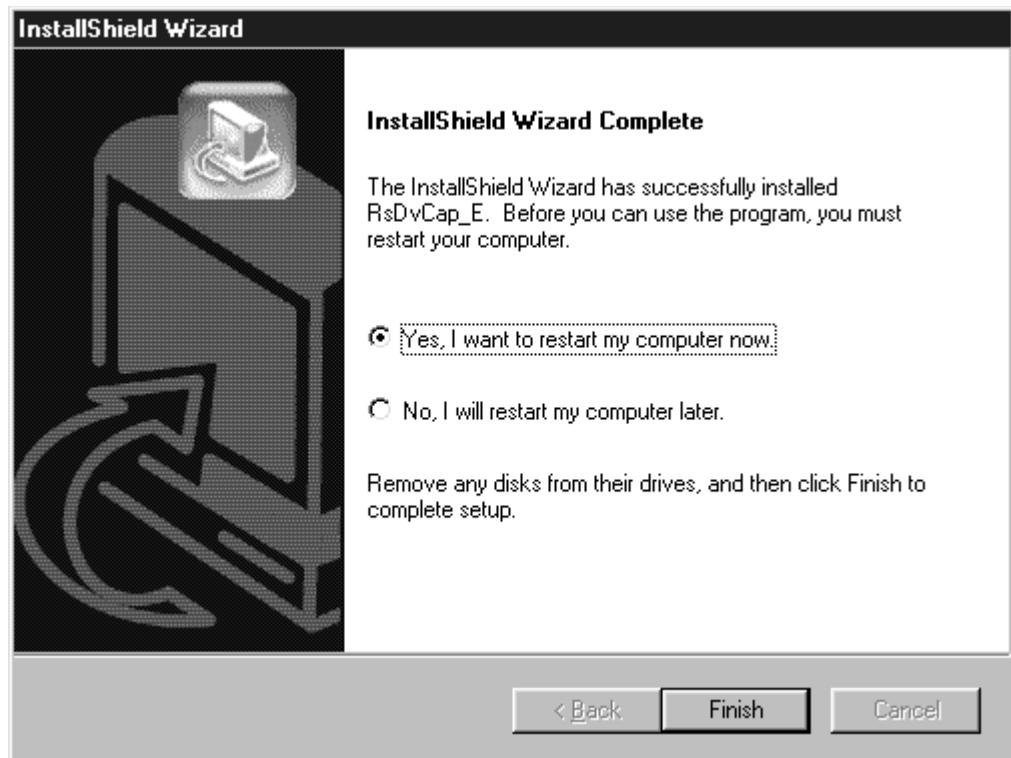 InstallShield Wizard
InstallShield Wizard Complete
The InstallShield Wizard has successfully installed
RsDvCap_E.  Before you can use the program, you must
restart your computer.
Yes, I want to restart my computer now.
No, I will restart my computer later.
Remove any disks from their drives, and then click Finish to
complete setup.
< Back
Finish
Cancel